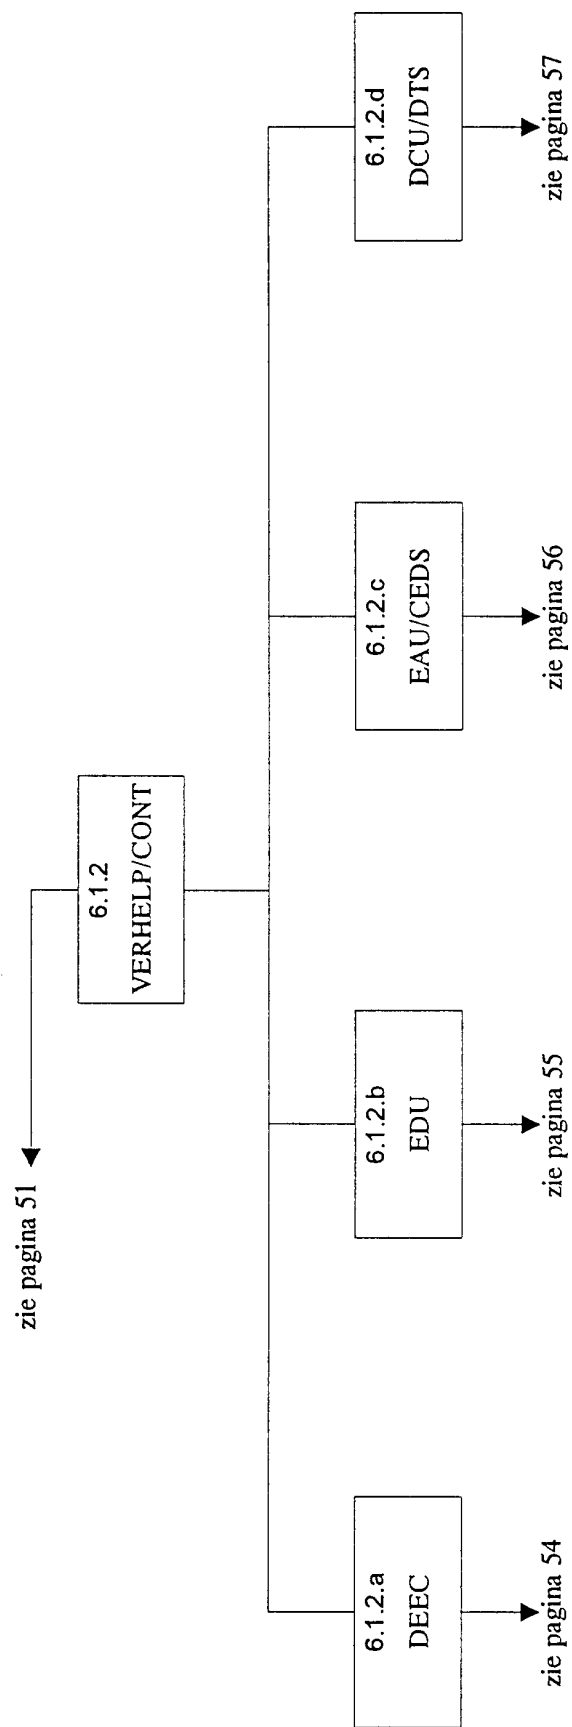 zie pagina 51
6.1.2
VERHELP/CONT
6.1.2.a
DEEC
zie pagina 54
6.1.2.b
EDU
zie pagina 55
6.1.2.c
EAU/CEDS
zie pagina 56
6.1.2.d
DCU/DTS
zie pagina 57